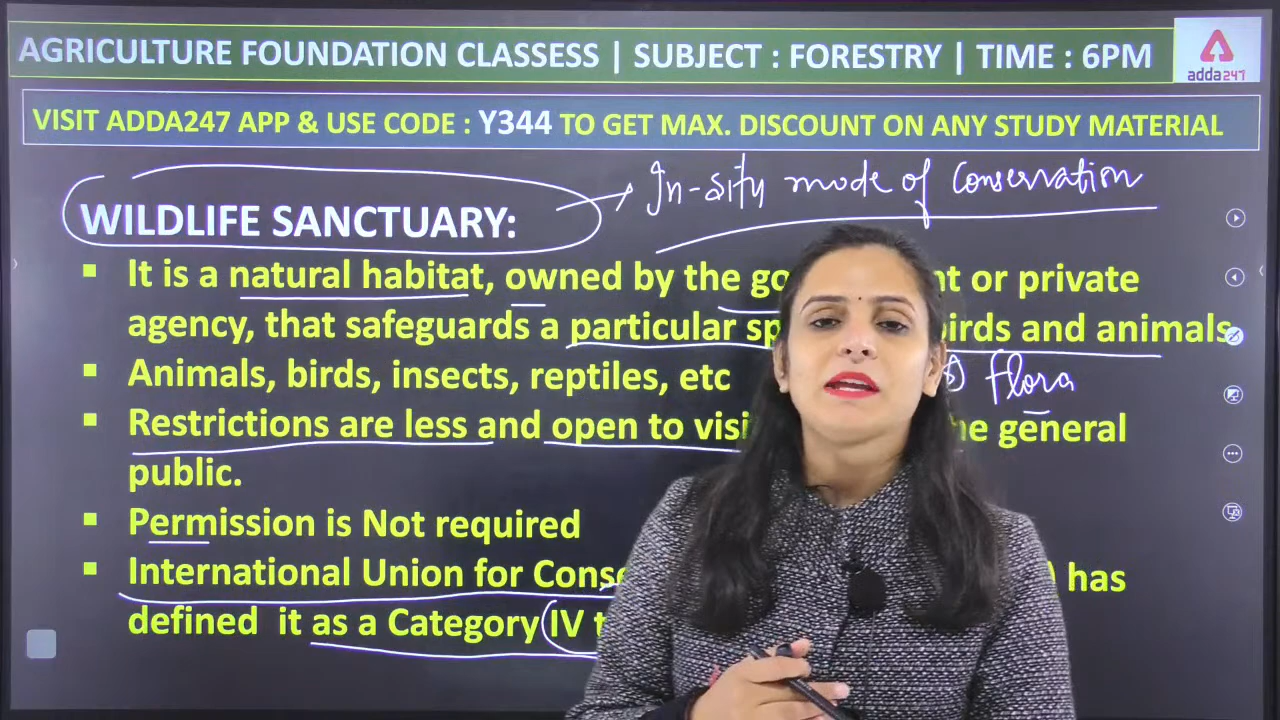 AGRICULTURE FOUNDATION CLASSESS | SUBJECT : FORESTRY | TIME : 6PM
adda247
VISIT ADDA247 APP & USE CODE : Y344 TO GET MAX. DISCOUNT ON ANY STUDY MATERIAL
In-sity mode of Conservation
WILDLIFE SANCTUARY:
▪ It is a natural habitat, owned by the go nt or private
agency, that safeguards a particular sp birds and animals
▪ Animals, birds, insects, reptiles, etc
flora
▪ Restrictions are less and open to visi he general
public.
▪ Permission is Not required
▪ International Union for Conse ) has
defined it as a Category IV t